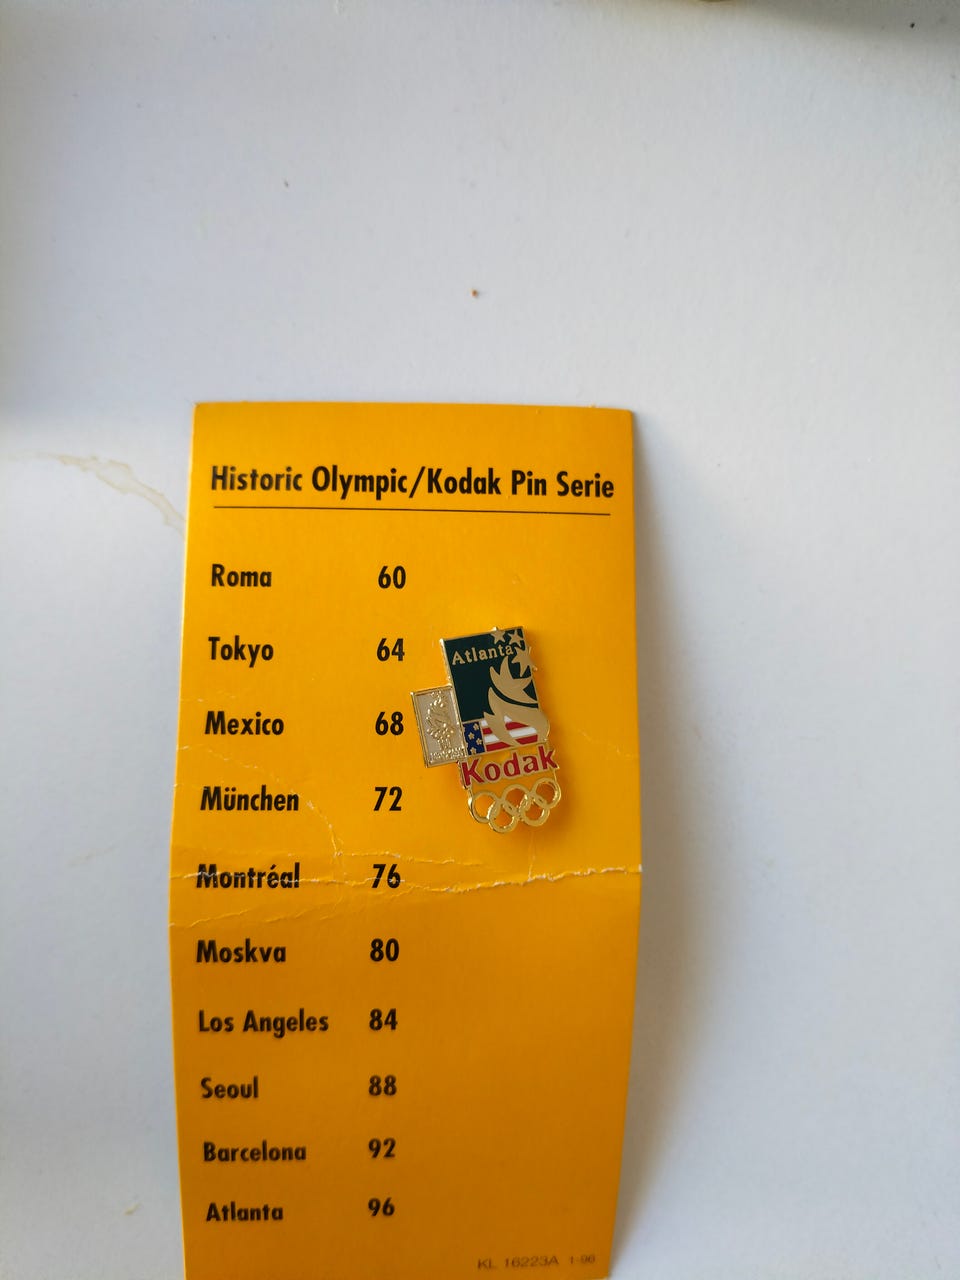 Historic Olympic/Kodak Pin Serie
Roma 60
Tokyo 64
Mexico 68
München 72
Montréal 76
Moskva 80
Los Angeles 84
Seoul 88
Barcelona 92
Atlanta 96
Atlanta
Kodak
KL 16223A 1-96